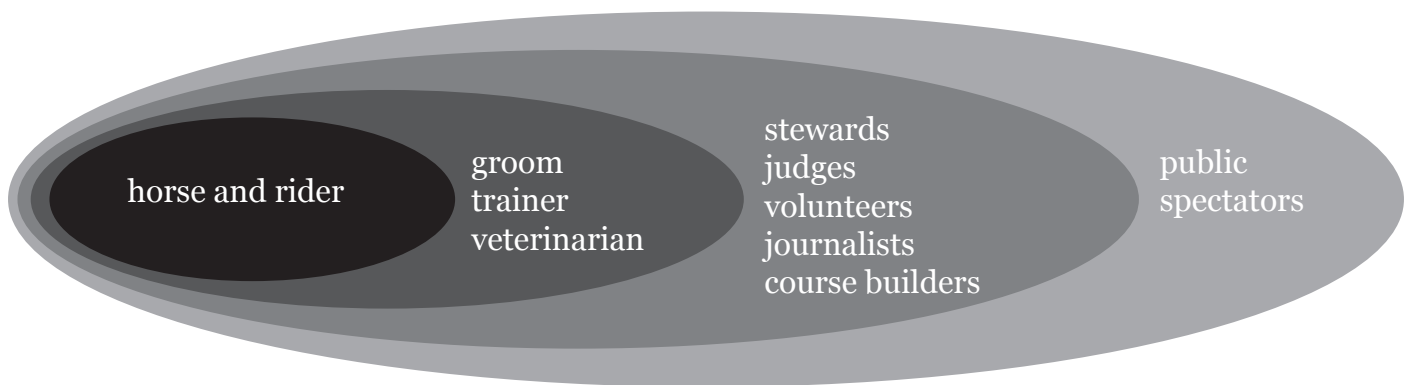 horse and rider
groom
trainer
veterinarian
stewards
judges
volunteers
journalists
course builders
public
spectators